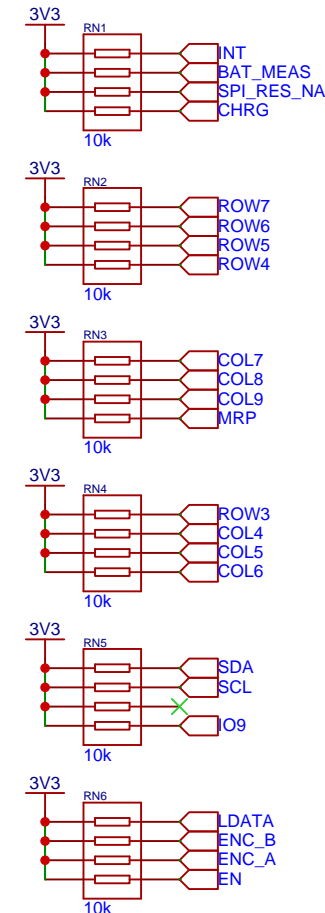 3V3
RN1
INT
BAT_MEAS
SPI_RES_NA
CHRG
10k
3V3
RN2
ROW7
ROW6
ROW5
ROW4
10k
3V3
RN3
COL7
COL8
COL9
MRP
10k
3V3
RN4
ROW3
COL4
COL5
COL6
10k
3V3
RN5
SDA
SCL
IO9
10k
3V3
RN6
LDATA
ENC_B
ENC_A
EN
10k